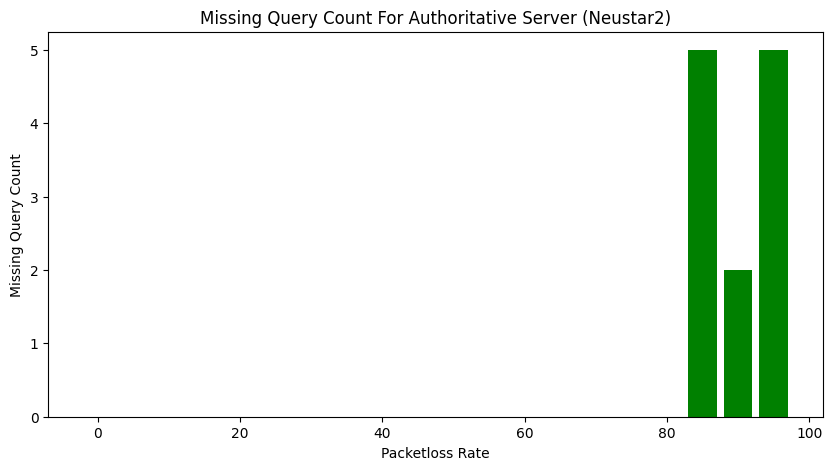 Missing Query Count For Authoritative Server (Neustar2)
Missing Query Count
5
4
3
2
1
0
0 20 40 60 80 100
Packetloss Rate